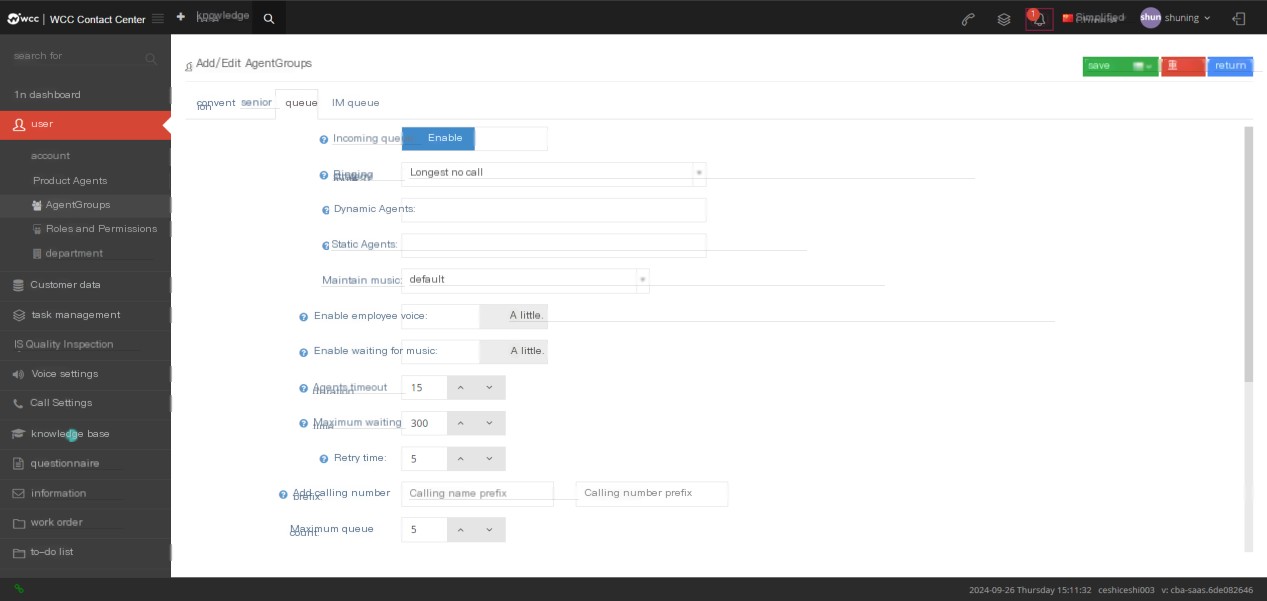 wcc | WCC Contact Center
knowledge
1
Simplified
shun shuning
search for
1n dashboard
user
account
Product Agents
AgentGroups
Roles and Permissions
department
Customer data
task management
IS Quality Inspection
Voice settings
Call Settings
knowledge base
questionnaire
information
work order
to-do list
Add/Edit AgentGroups
save
return
convent
ion
senior
queue
IM queue
Incoming que
Enable
Ringing
Longest no call
Dynamic Agents:
Static Agents:
Maintain music:
default
Enable employee voice:
A little.
Enable waiting for music:
A little.
Agents timeout
duration
15
Maximum waiting
time
300
Retry time:
5
Add calling number
prefix:
Calling name prefix
Calling number prefix
Maximum queue
count:
5
2024-09-26 Thursday 15:11:32 ceshiceshi003 v: cba-saas.6de082646